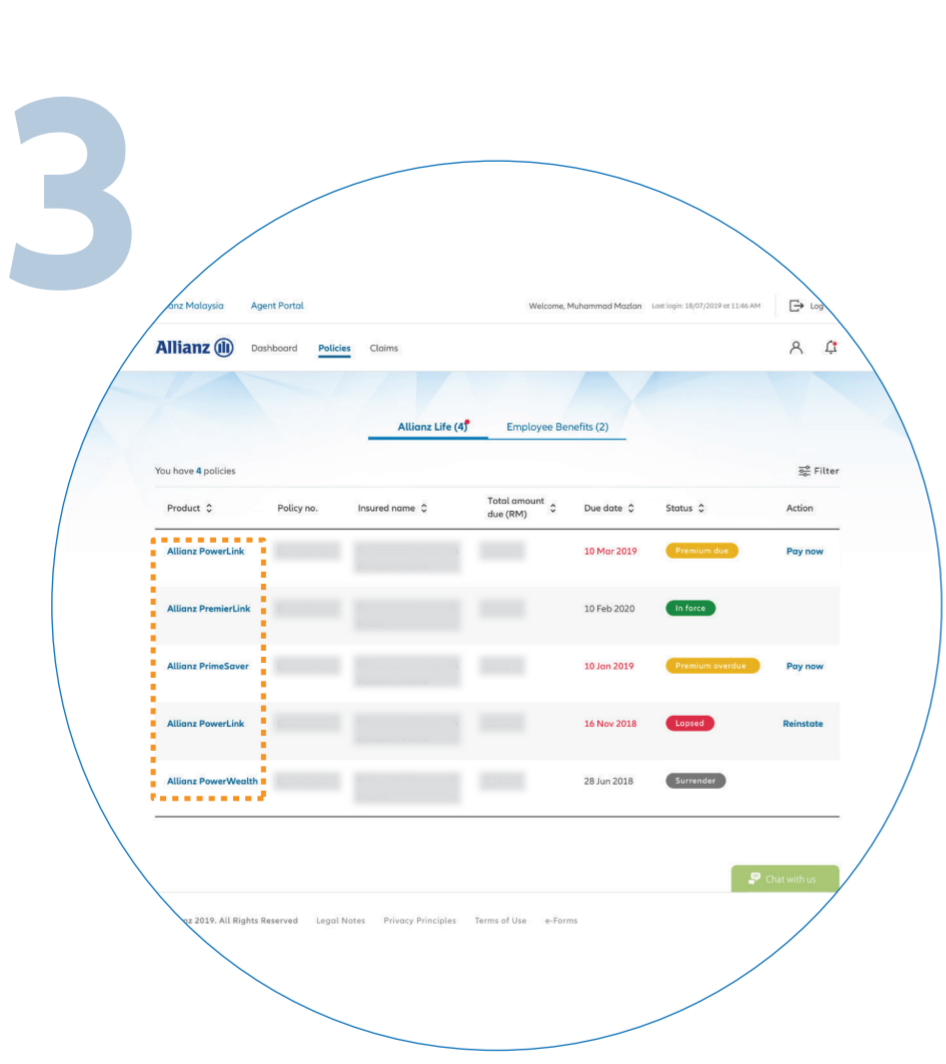 3
Malaysia Agent Portal Welcome, Muhammad Mazlan Last login: 18/07/2019 at 11:46 AM
Allianz Dashboard Policies Claims
Allianz Life (4) Employee Benefits (2)
You have 4 policies Filter
Product Policy no. Insured name Total amount due (RM) Due date Status Action
Allianz PowerLink 10 Mar 2019 Premium due Pay now
Allianz PremierLink 10 Feb 2020 In force
Allianz PrimeSaver 10 Jan 2019 Premium overdue Pay now
Allianz PowerLink 16 Nov 2018 Lapsed Reinstate
Allianz PowerWealth 28 Jun 2018 Surrender
Chat with us
2019. All Rights Reserved Legal Notes Privacy Principles Terms of Use e-Forms